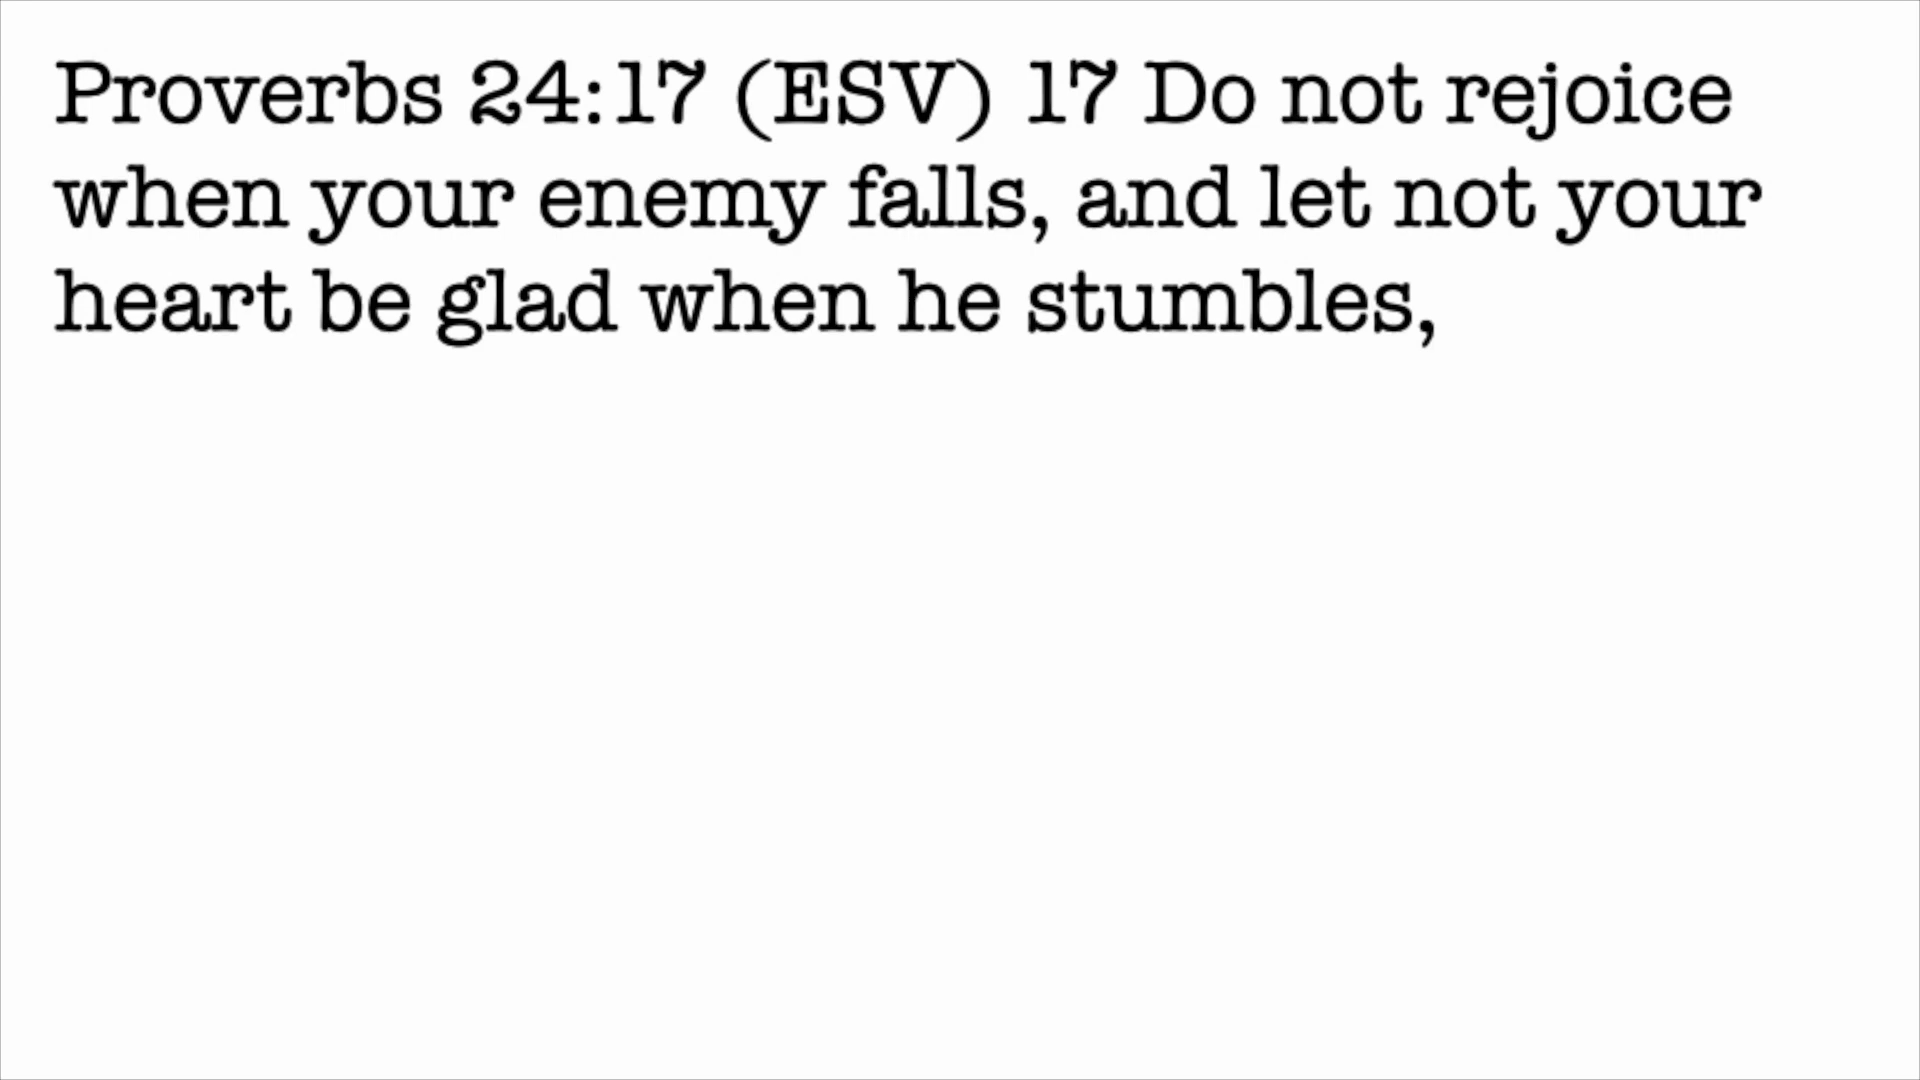 Proverbs 24:17 (ESV) 17 Do not rejoice
when your enemy falls, and let not your
heart be glad when he stumbles,